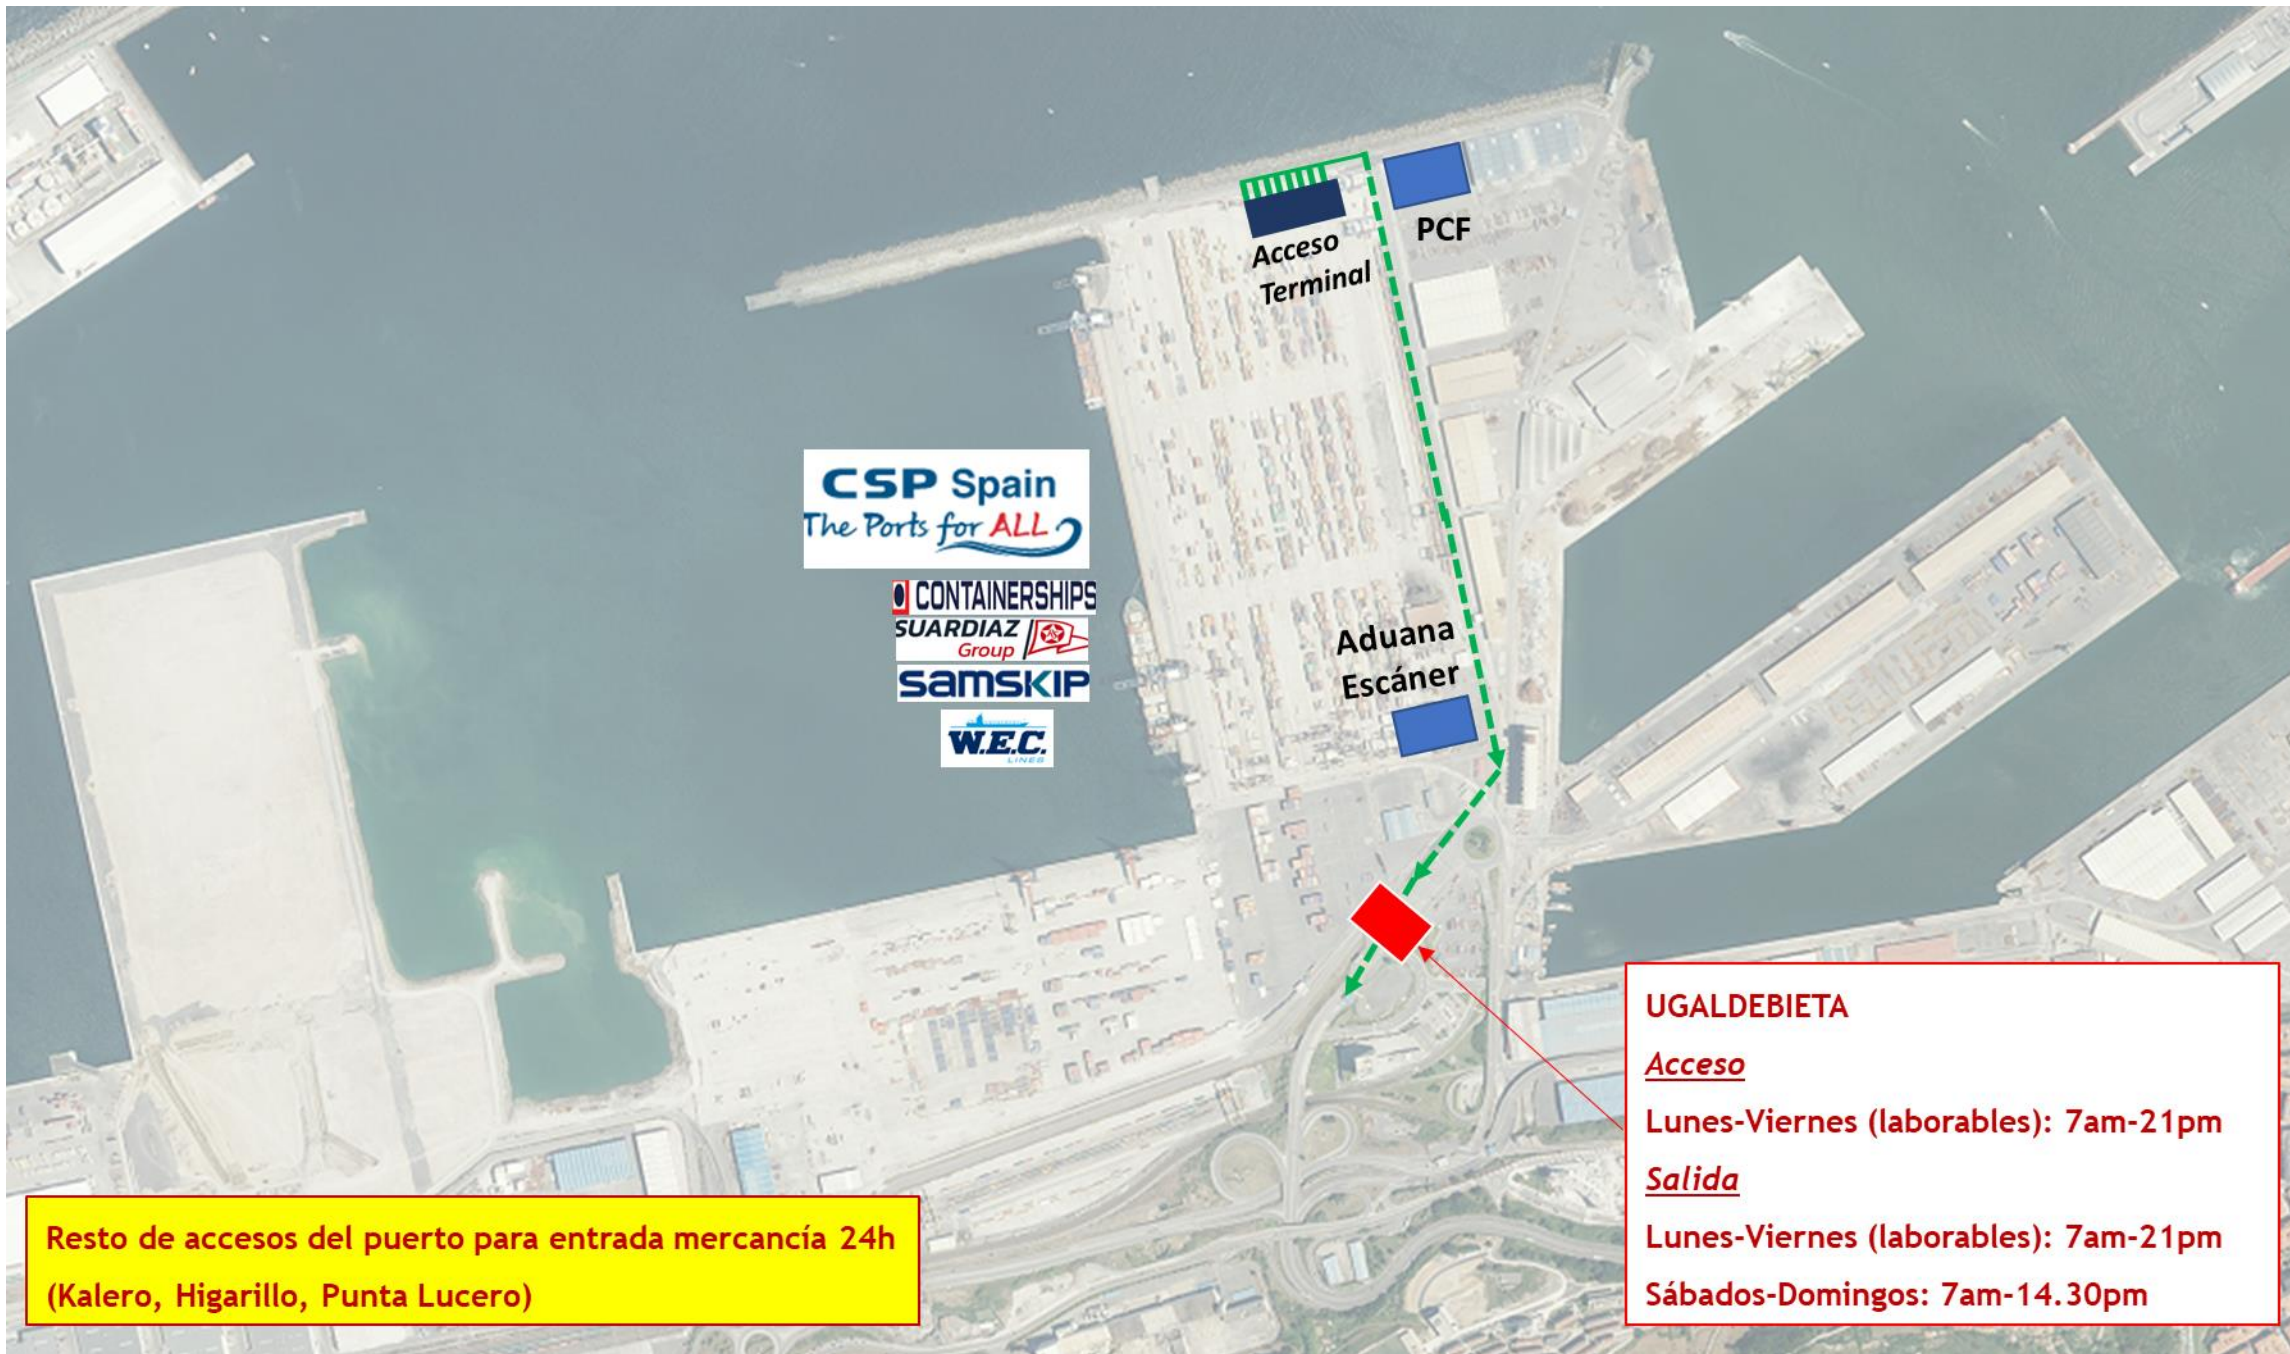 PCF
Acceso
Terminal
CSP Spain
The Ports for ALL
CONTAINERSHIPS
SUARDIAZ
Group
samskip
W.E.C.
LINES
Aduana
Escáner
UGALDEBIETA
Acceso
Lunes-Viernes (laborables): 7am-21pm
Salida
Lunes-Viernes (laborables): 7am-21pm
Sábados-Domingos: 7am-14.30pm
Resto de accesos del puerto para entrada mercancía 24h
(Kalero, Higarillo, Punta Lucero)